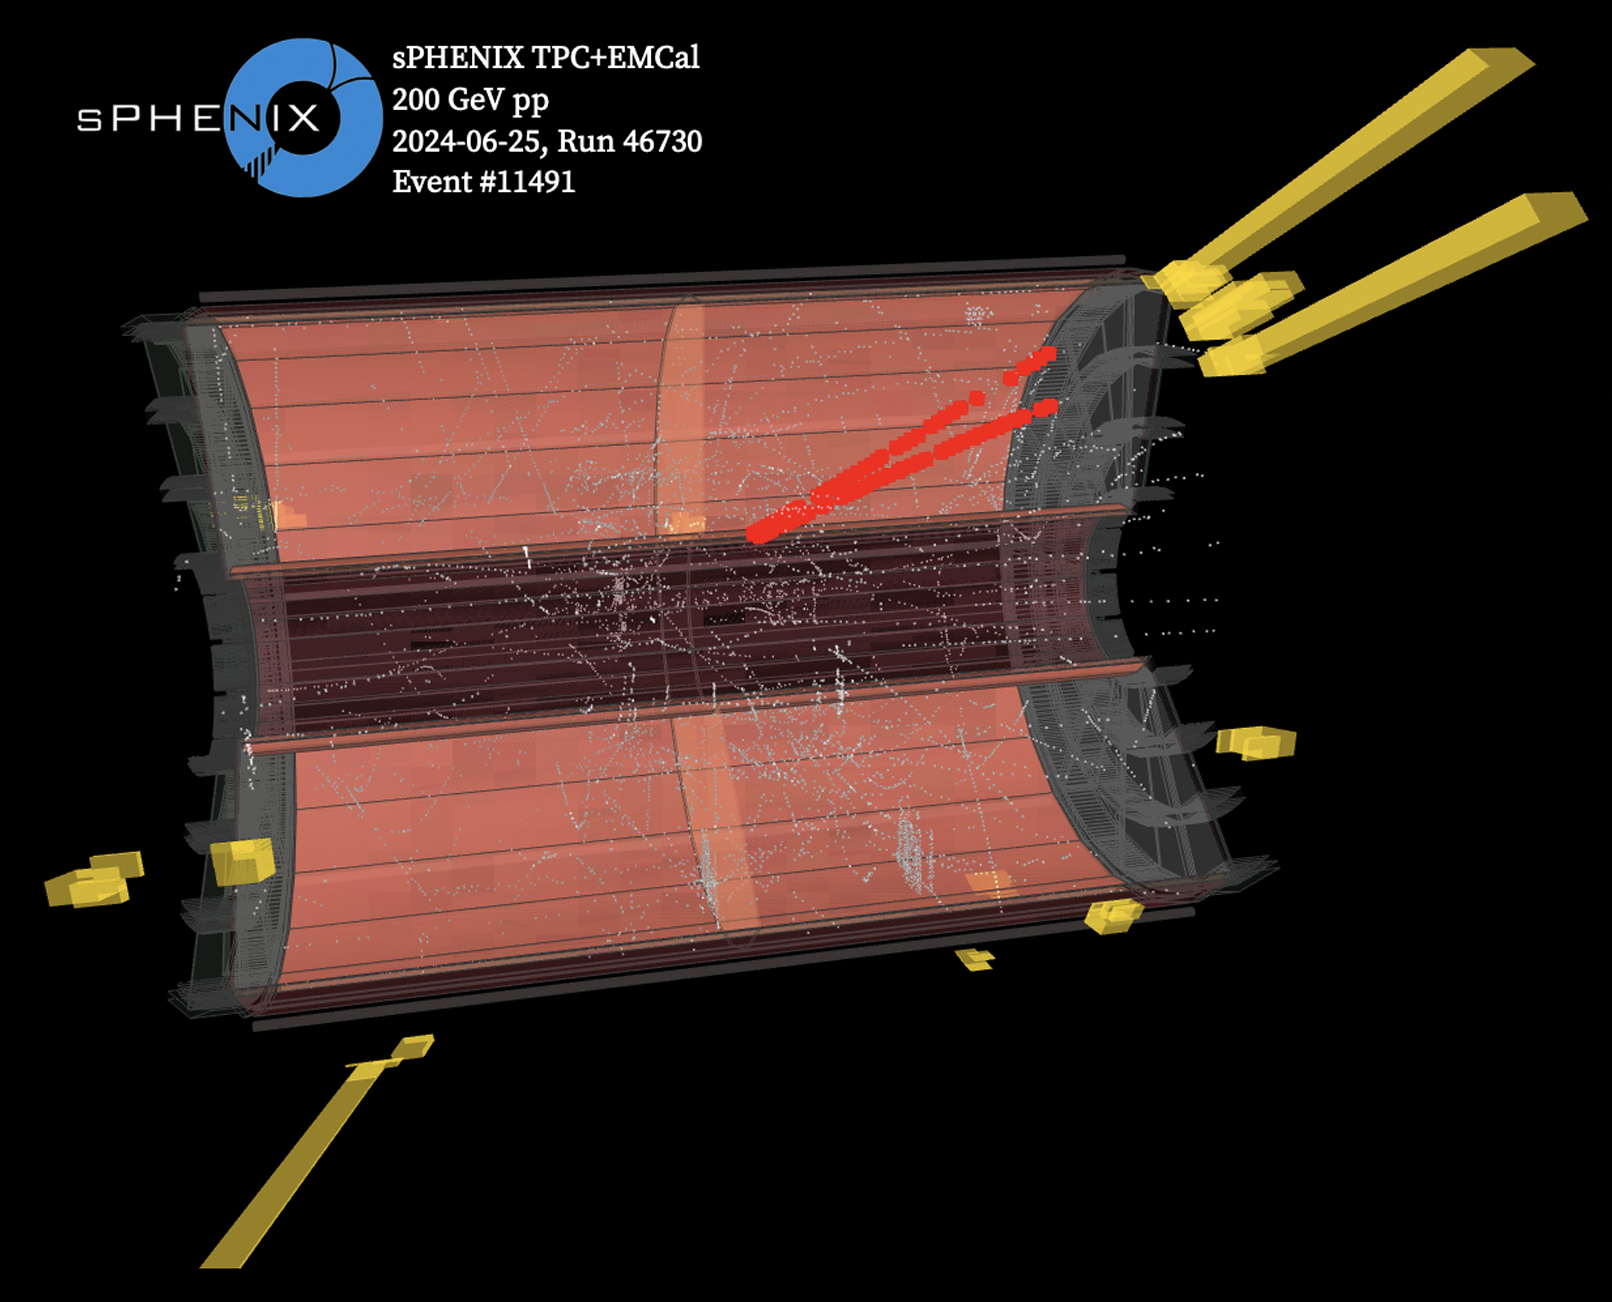 sPHENIX
sPHENIX TPC+EMCal
200 GeV pp
2024-06-25, Run 46730
Event #11491